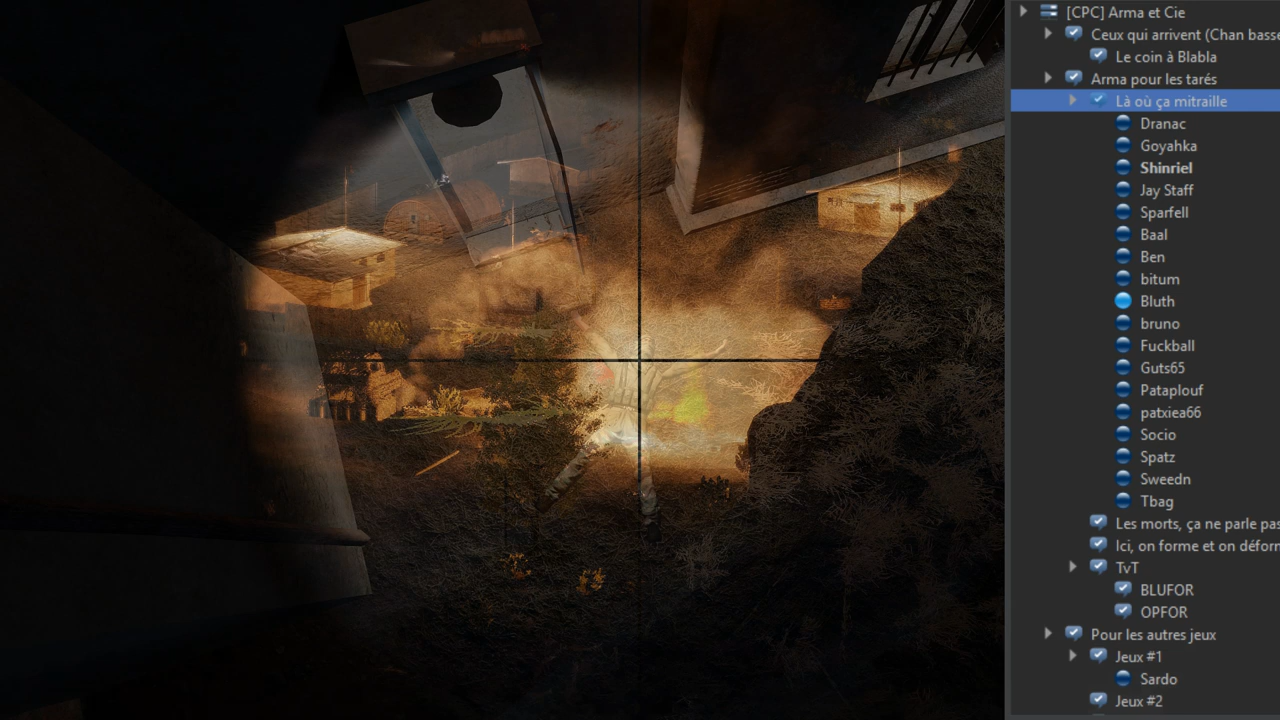 [CPC] Arma et Cie
Ceux qui arrivent (Chan basse
Le coin à Blabla
Arma pour les tarés
Là où ça mitraille
Dranac
Goyahka
Shinriel
Jay Staff
Sparfell
Baal
Ben
bitum
Bluth
bruno
Fuckball
Guts65
Pataplouf
patxiea66
Socio
Spatz
Sweedn
Tbag
Les morts, ça ne parle pas
Ici, on forme et on déforn
TvT
BLUFOR
OPFOR
Pour les autres jeux
Jeux #1
Sardo
Jeux #2